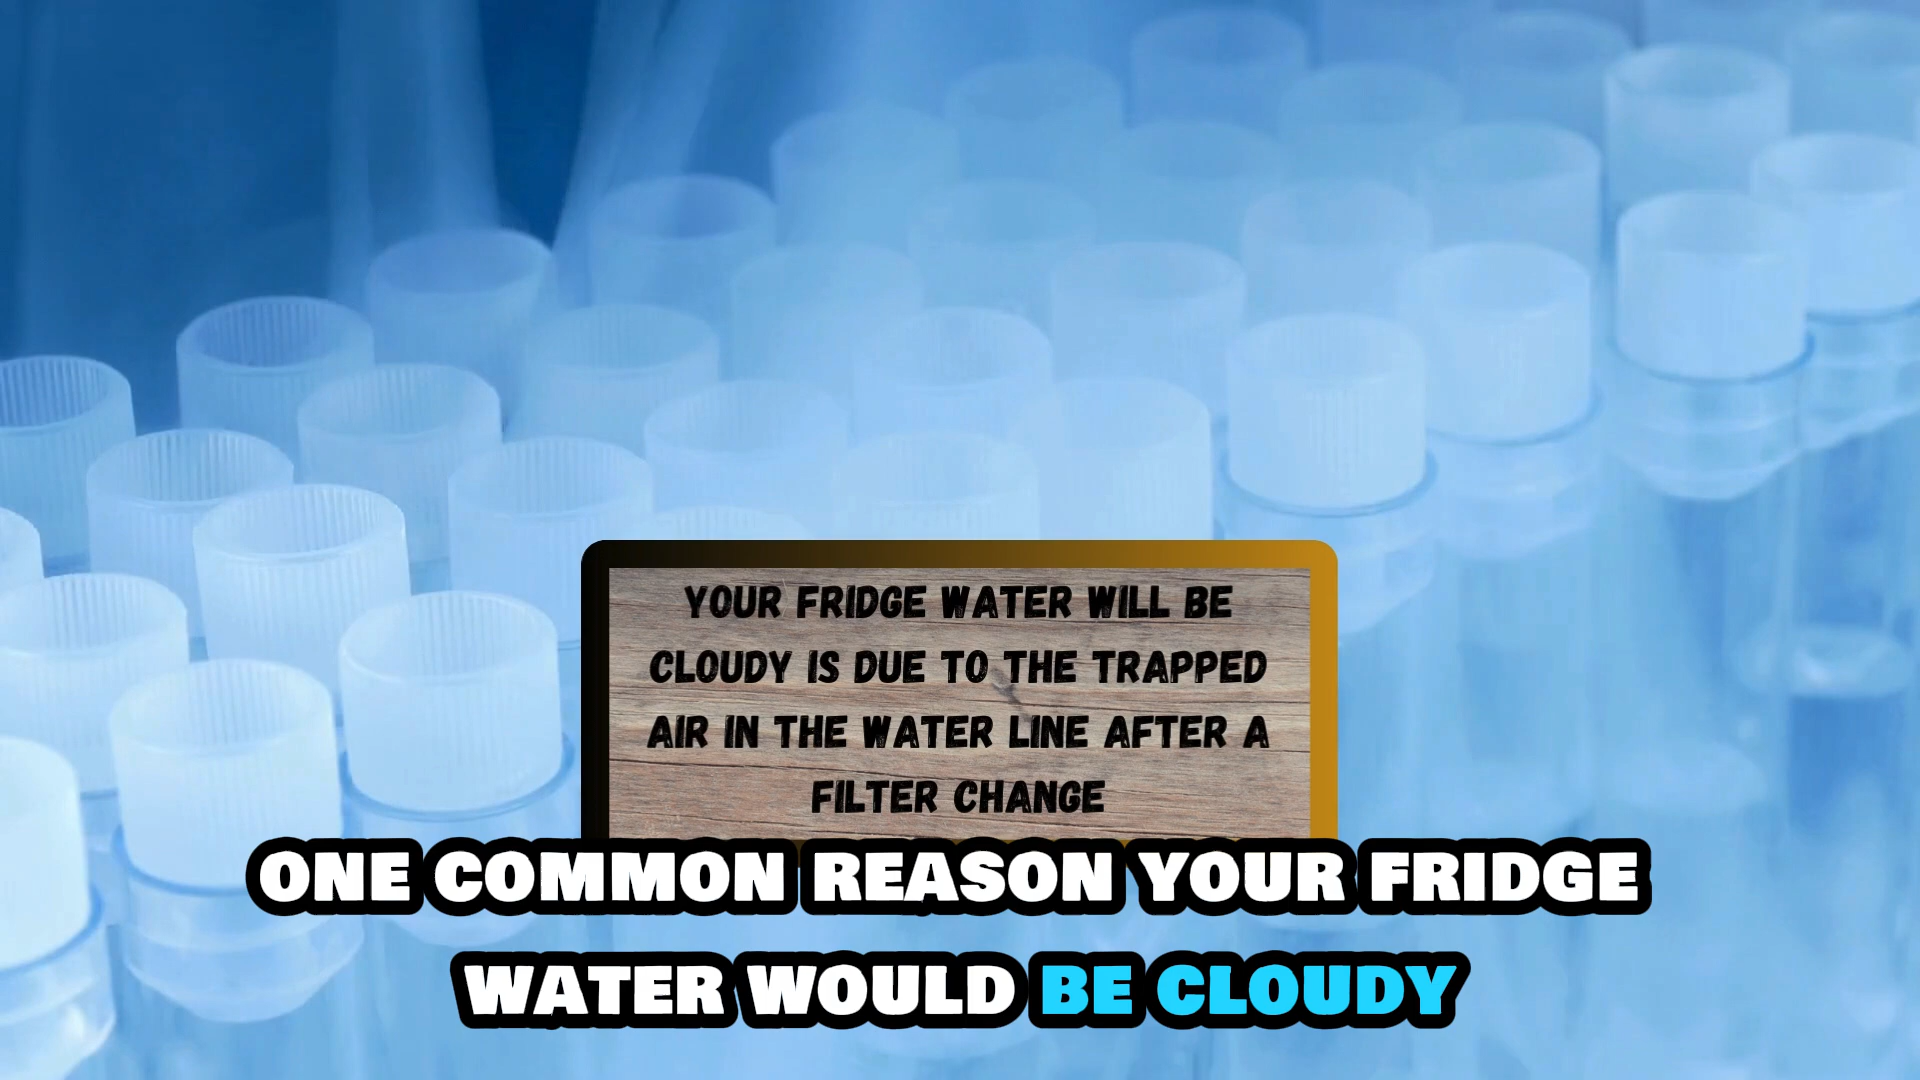 YOUR FRIDGE WATER WILL BE
CLOUDY IS DUE TO THE TRAPPED
AIR IN THE WATER LINE AFTER A
FILTER CHANGE
ONE COMMON REASON YOUR FRIDGE
WATER WOULD BE CLOUDY